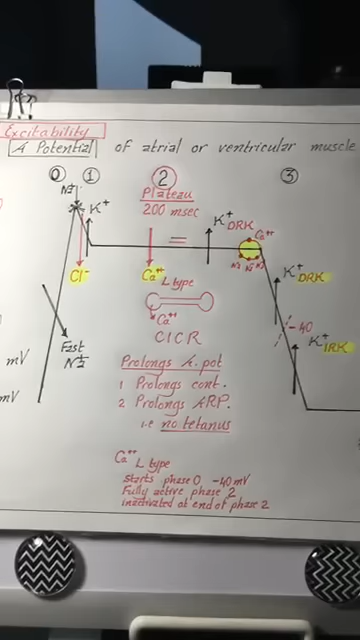 Excitability
A Potential of atrial or ventricular muscle
0 1 2 3
Na+
K+
Plateau
200 msec
K+ DRK
Ca++
Cl-
Ca++ L type
=
Na+ Na+
K+ DRK
Ca++
CICR
-40
K+ IRK
Fast
Na+
mV
mV
Prolongs A. pot
1 Prolongs cont.
2 Prolongs ARP.
i.e no tetanus
Ca++ L type
Starts phase 0 -40 mV
Fully active phase 2
inactivated at end of phase 2